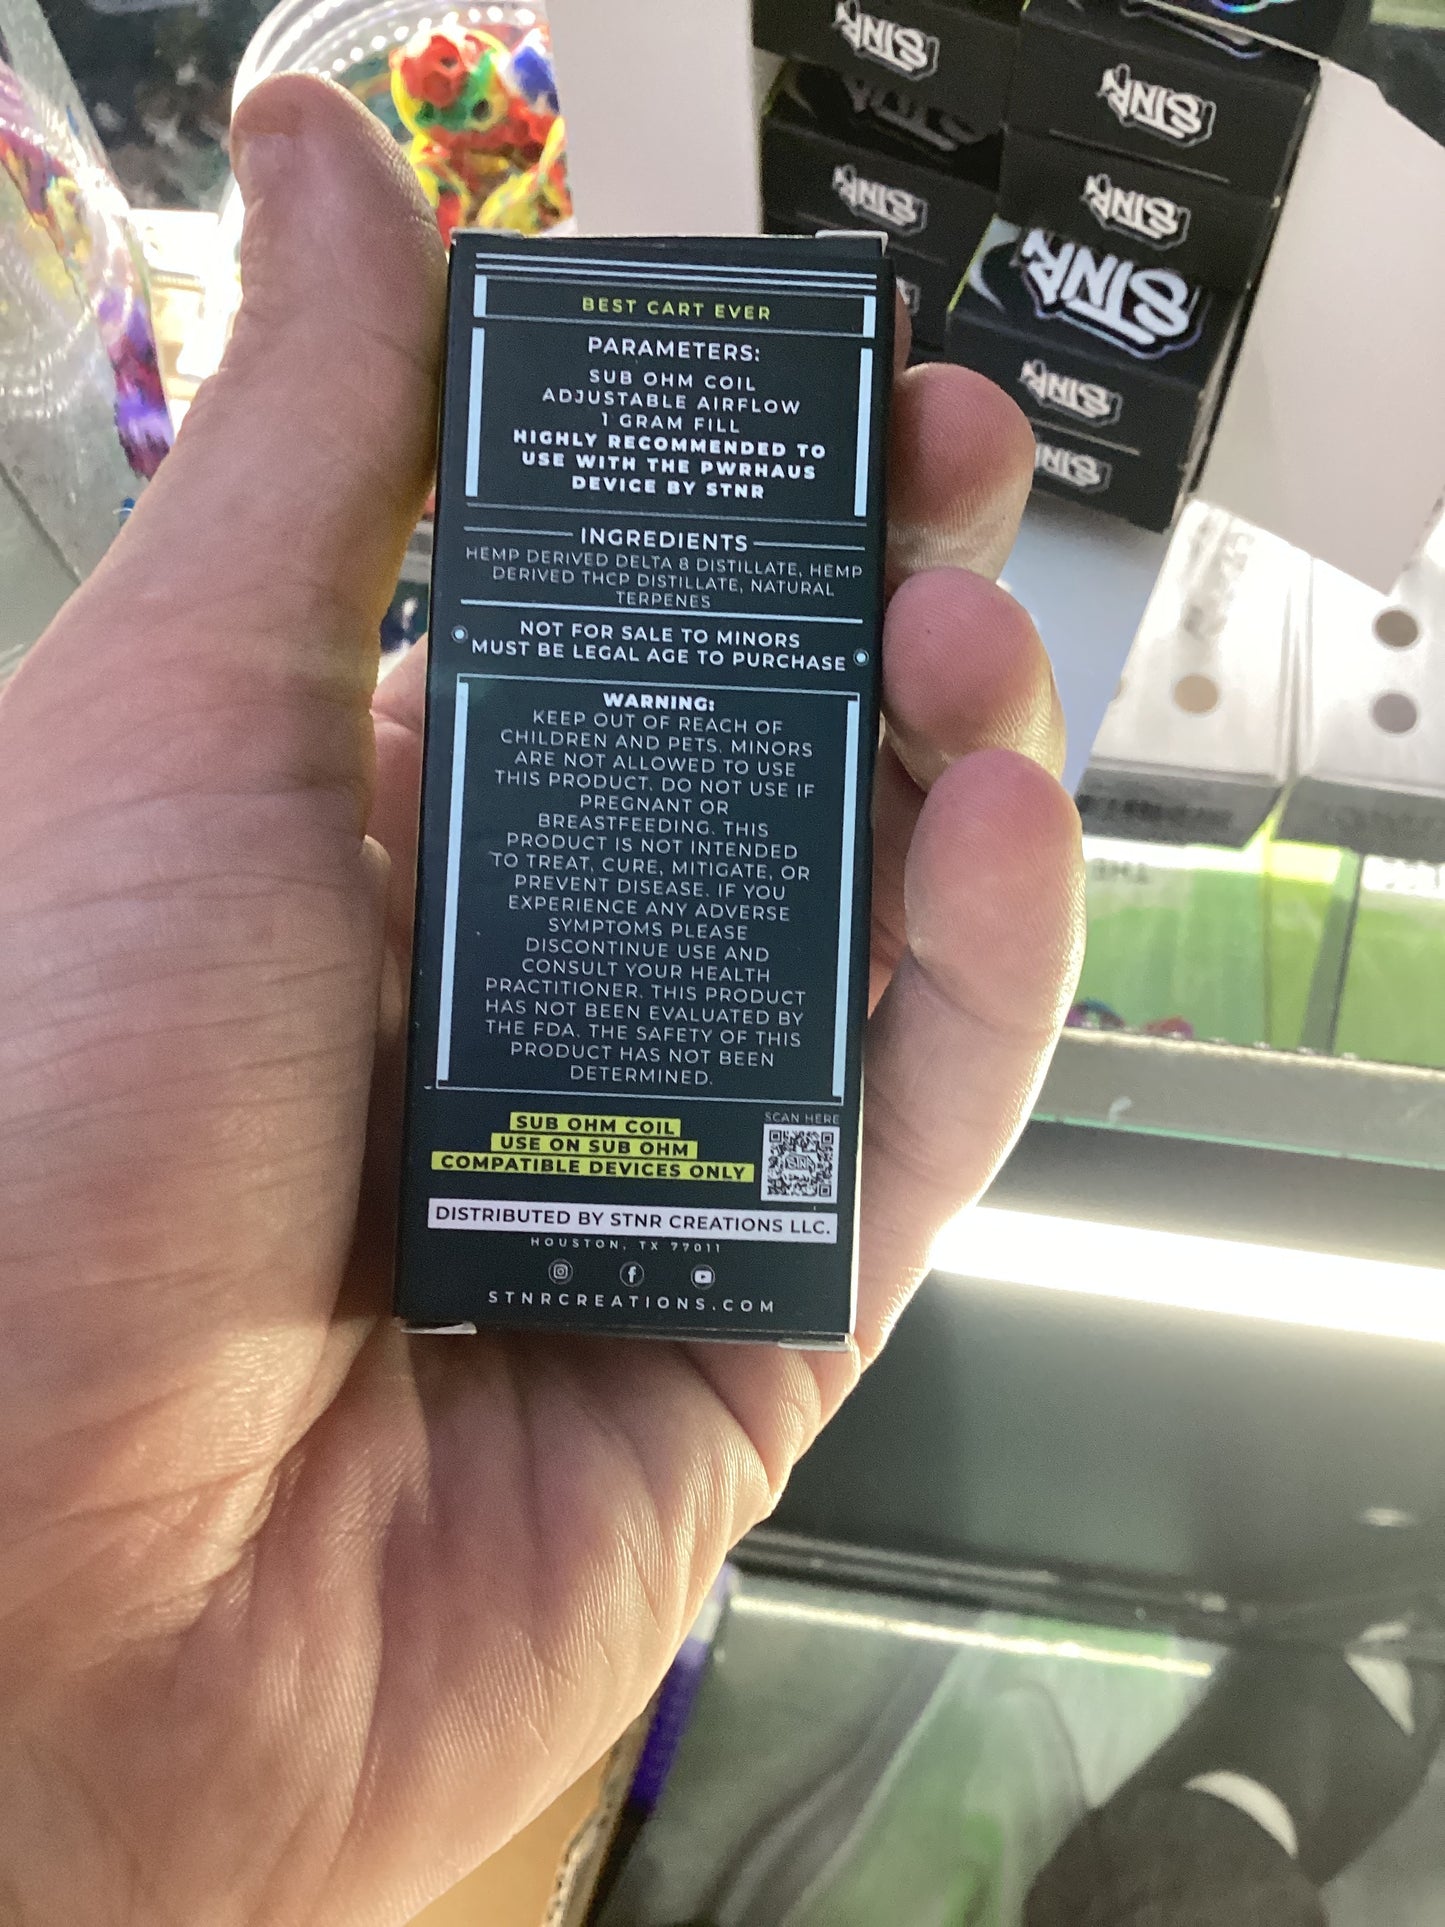 STNR
STNR
STNR
STNR
STNR
STNR
STNR
BEST CART EVER
PARAMETERS:
SUB OHM COIL
ADJUSTABLE AIRFLOW
1 GRAM FILL
HIGHLY RECOMMENDED TO
USE WITH THE PWRHAUS
DEVICE BY STNR
INGREDIENTS
HEMP DERIVED DELTA 8 DISTILLATE, HEMP
DERIVED THCP DISTILLATE, NATURAL
TERPENES
NOT FOR SALE TO MINORS
MUST BE LEGAL AGE TO PURCHASE
WARNING:
KEEP OUT OF REACH OF
CHILDREN AND PETS. MINORS
ARE NOT ALLOWED TO USE
THIS PRODUCT. DO NOT USE IF
PREGNANT OR
BREASTFEEDING. THIS
PRODUCT IS NOT INTENDED
TO TREAT, CURE, MITIGATE, OR
PREVENT DISEASE. IF YOU
EXPERIENCE ANY ADVERSE
SYMPTOMS PLEASE
DISCONTINUE USE AND
CONSULT YOUR HEALTH
PRACTITIONER. THIS PRODUCT
HAS NOT BEEN EVALUATED BY
THE FDA. THE SAFETY OF THIS
PRODUCT HAS NOT BEEN
DETERMINED.
SUB OHM COIL
USE ON SUB OHM
COMPATIBLE DEVICES ONLY
SCAN HERE
STNR
DISTRIBUTED BY STNR CREATIONS LLC.
HOUSTON, TX 77011
STNRCREATIONS.COM